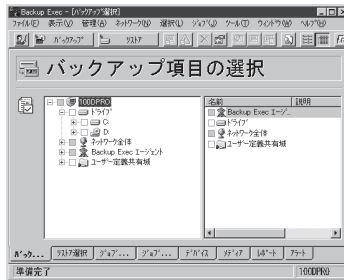 Backup Exec - [バックアップ選択]
ファイル(F) 表示(V) 管理(A) ネットワーク(N) 選択(L) ジョブ(J) ツール(T) ウィンドウ(W) ヘルプ(H)
バックアップ リストア
バックアップ項目の選択
100DPRO
ドライブ
C:
D:
ネットワーク全体
Backup Exec エージェント
ユーザー定義共有域
名前 説明
Backup Exec エージ...
ドライブ
ネットワーク全体
ユーザー定義共有域
バック... リストア選択 ジョブ... ジョブ... デバイス メディア レポート アラート
準備完了 100DPRO